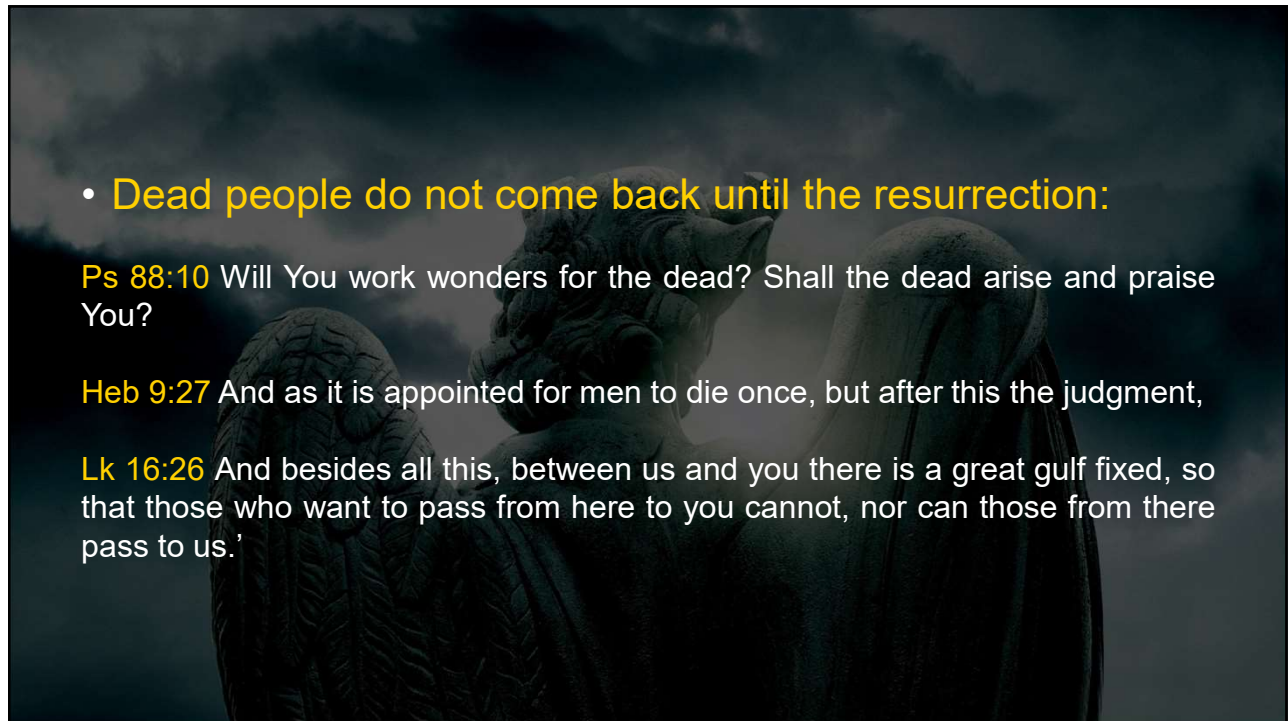 • Dead people do not come back until the resurrection:
Ps 88:10 Will You work wonders for the dead? Shall the dead arise and praise
You?
Heb 9:27 And as it is appointed for men to die once, but after this the judgment,
Lk 16:26 And besides all this, between us and you there is a great gulf fixed, so
that those who want to pass from here to you cannot, nor can those from there
pass to us.’